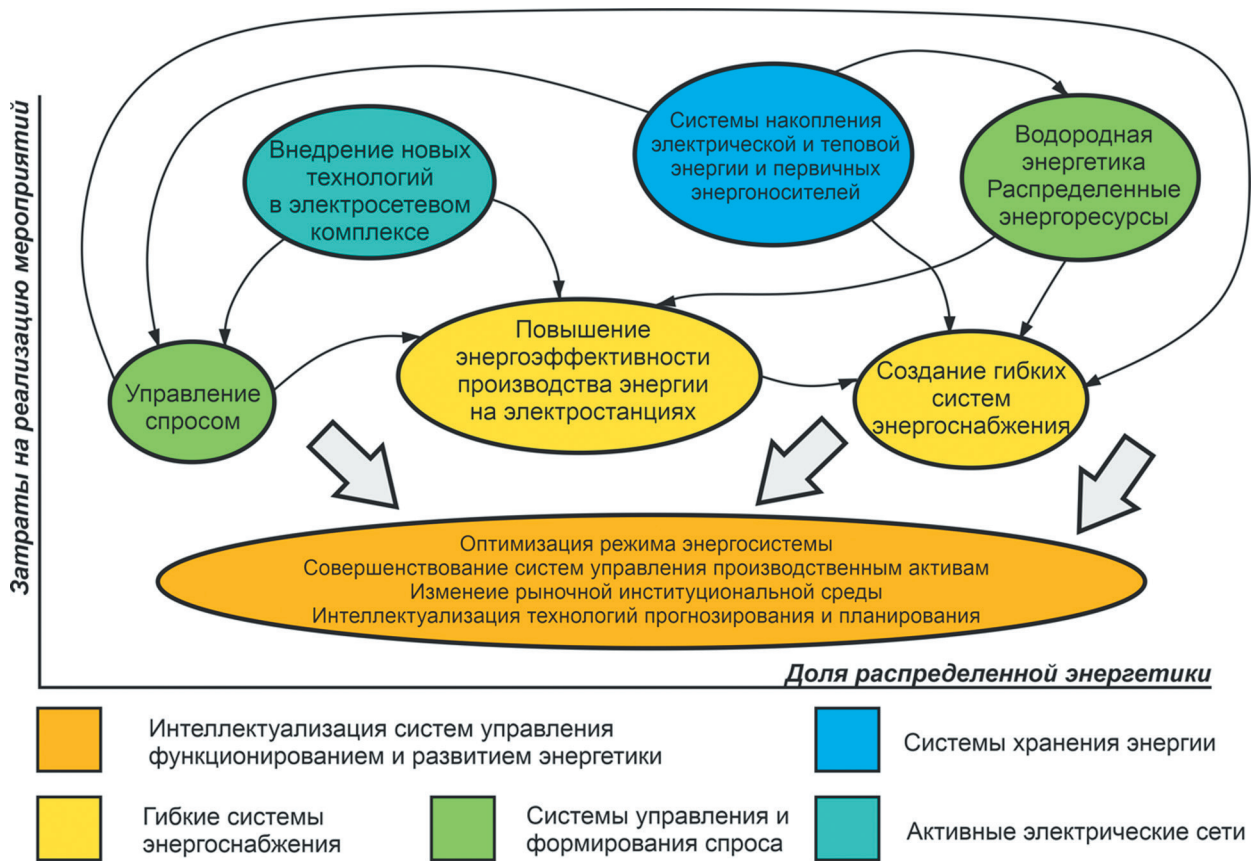 Затраты на реализацию мероприятий
Внедрение новых
технологий
в электросетевом
комплексе
Системы накопления
электрической и теповой
энергии и первичных
энергоносителей
Водородная
энергетика
Распределенные
энергоресурсы
Управление
спросом
Повышение
энергоэффективности
производства энергии
на электростанциях
Создание гибких
систем
энергоснабжения
Оптимизация режима энергосистемы
Совершенствование систем управления производственным активам
Изменеие рыночной институциональной среды
Интеллектуализация технологий прогнозирования и планирования
Доля распределенной энергетики
Интеллектуализация систем управления
функционированием и развитием энергетики
Системы хранения энергии
Гибкие системы
энергоснабжения
Системы управления и
формирования спроса
Активные электрические сети